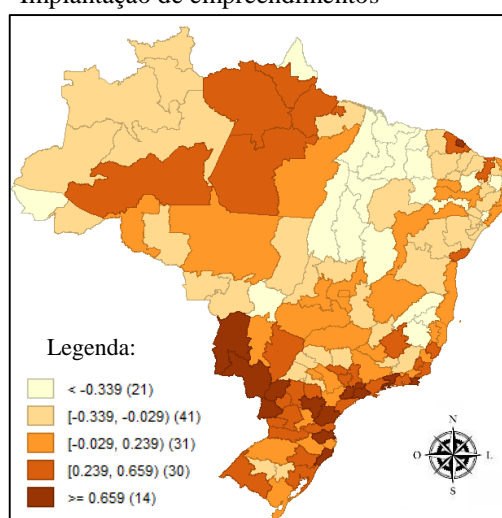 Implantação de empreendimentos
Legenda:
< -0.339 (21)
[-0.339, -0.029) (41)
[-0.029, 0.239) (31)
[0.239, 0.659) (30)
>= 0.659 (14)
N
O L
S